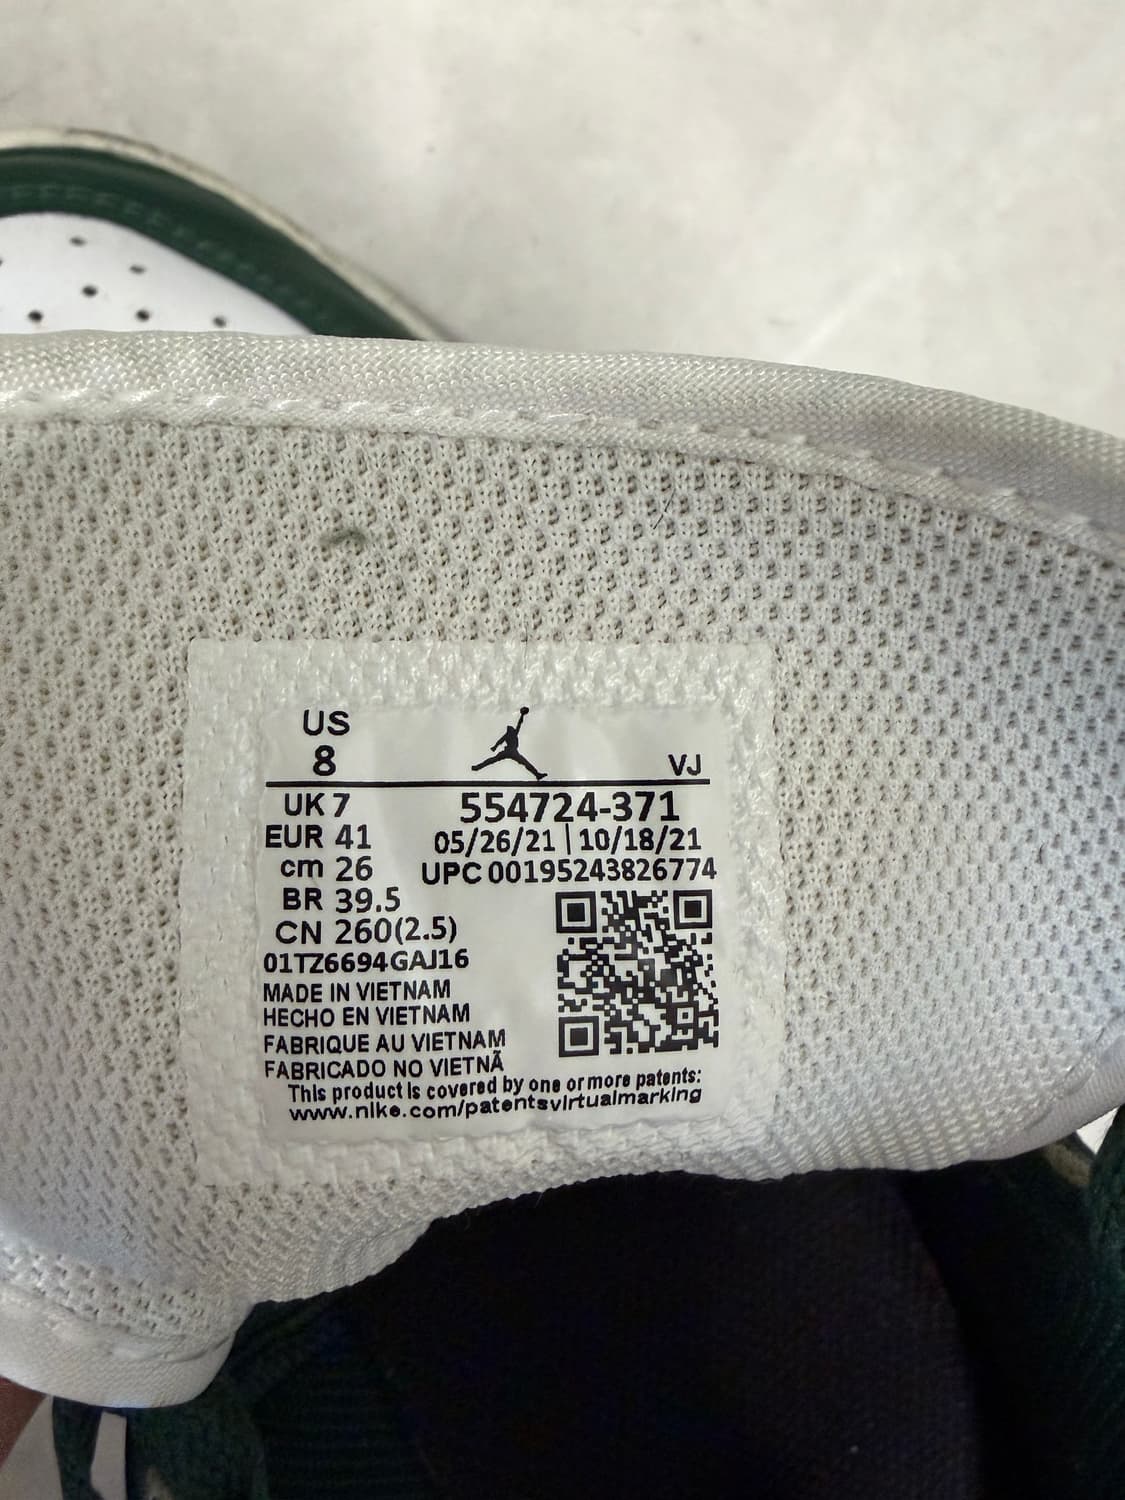 US
8
VJ
UK 7
554724-371
EUR 41
05/26/21 | 10/18/21
cm 26
UPC 00195243826774
BR 39.5
CN 260(2.5)
01TZ6694GAJ16
MADE IN VIETNAM
HECHO EN VIETNAM
FABRIQUE AU VIETNAM
FABRICADO NO VIETNÃ
This product is covered by one or more patents:
www.nike.com/patentsvirtualmarking